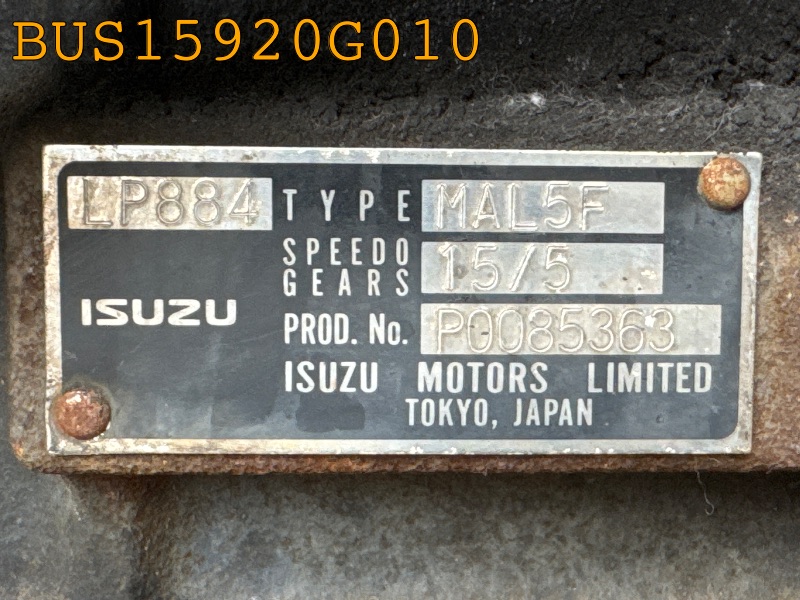 BUS15920G010
LP884 TYPE MAL5F
SPEEDO GEARS 15/5
ISUZU
PROD. No. P0085363
ISUZU MOTORS LIMITED
TOKYO, JAPAN